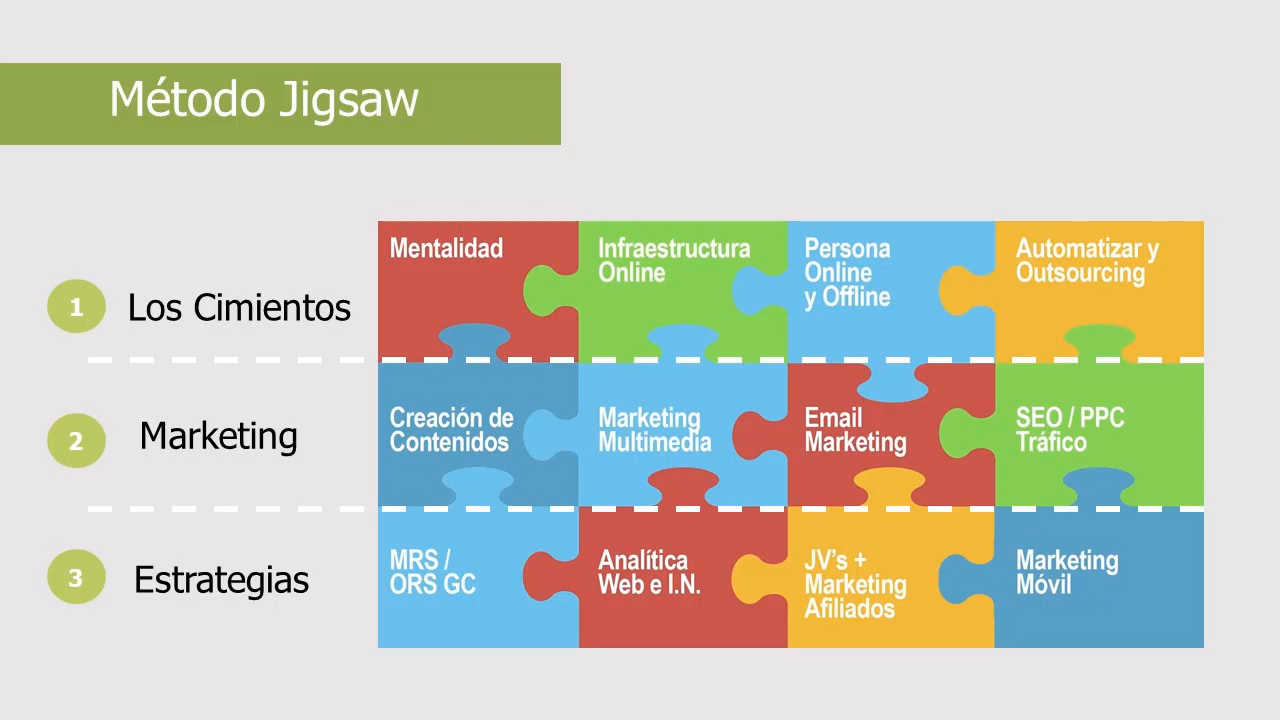 Método Jigsaw
1
Los Cimientos
Mentalidad
Infraestructura
Online
Persona
Online
y Offline
Automatizar y
Outsourcing
2
Marketing
Creación de
Contenidos
Marketing
Multimedia
Email
Marketing
SEO / PPC
Tráfico
3
Estrategias
MRS /
ORS GC
Analítica
Web e I.N.
JV's +
Marketing
Afiliados
Marketing
Móvil